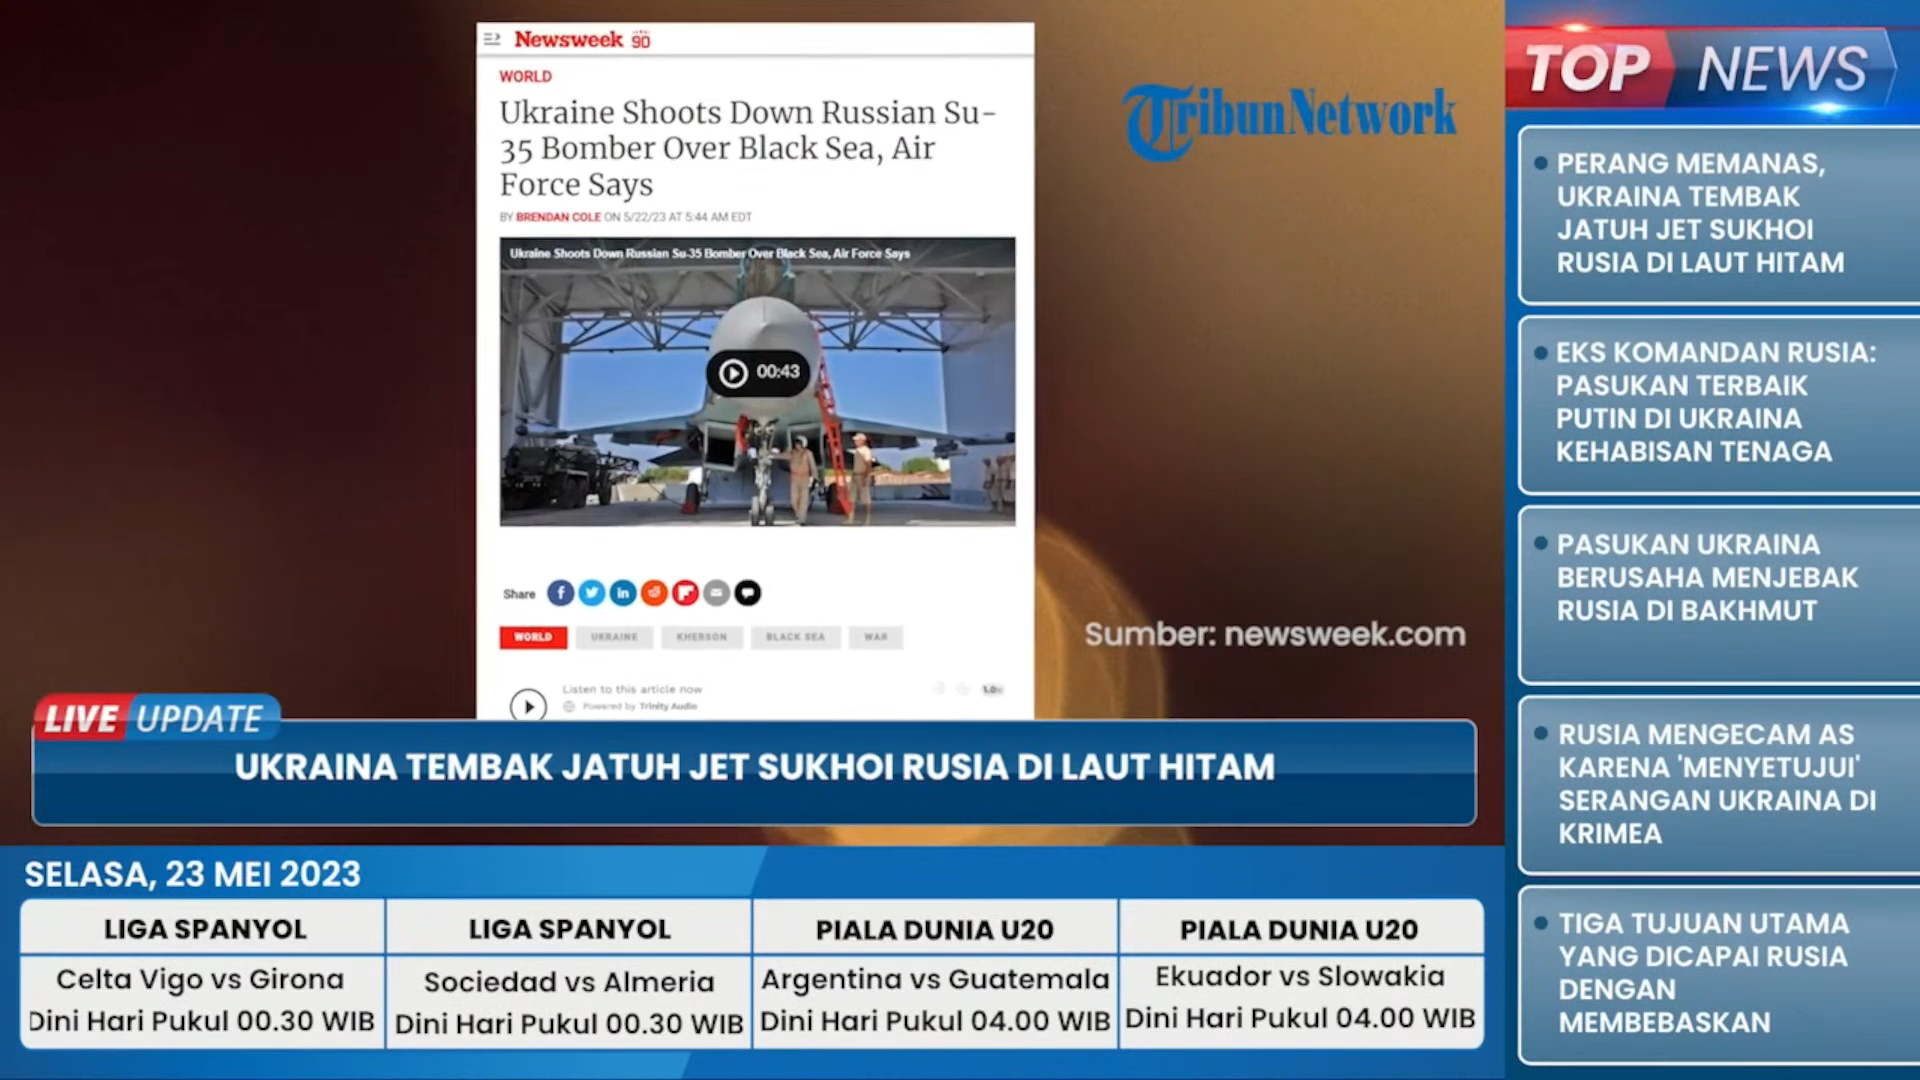 Newsweek 90
WORLD
Ukraine Shoots Down Russian Su-
35 Bomber Over Black Sea, Air
Force Says
BY BRENDAN COLE ON 5/22/23 AT 5:44 AM EDT
Ukraine Shoots Down Russian Su-35 Bomber Over Black Sea, Air Force Says
00:43
Share
WORLD UKRAINE KHERSON BLACK SEA WAR
Listen to this article now
Powered by Trinity Audio
1.0x
TribunNetwork
Sumber: newsweek.com
LIVE UPDATE
UKRAINA TEMBAK JATUH JET SUKHOI RUSIA DI LAUT HITAM
SELASA, 23 MEI 2023
LIGA SPANYOL
Celta Vigo vs Girona
Dini Hari Pukul 00.30 WIB
LIGA SPANYOL
Sociedad vs Almeria
Dini Hari Pukul 00.30 WIB
PIALA DUNIA U20
Argentina vs Guatemala
Dini Hari Pukul 04.00 WIB
PIALA DUNIA U20
Ekuador vs Slowakia
Dini Hari Pukul 04.00 WIB
TOP NEWS
PERANG MEMANAS,
UKRAINA TEMBAK
JATUH JET SUKHOI
RUSIA DI LAUT HITAM
EKS KOMANDAN RUSIA:
PASUKAN TERBAIK
PUTIN DI UKRAINA
KEHABISAN TENAGA
PASUKAN UKRAINA
BERUSAHA MENJEBAK
RUSIA DI BAKHMUT
RUSIA MENGECAM AS
KARENA 'MENYETUJUI'
SERANGAN UKRAINA DI
KRIMEA
TIGA TUJUAN UTAMA
YANG DICAPAI RUSIA
DENGAN
MEMBEBASKAN